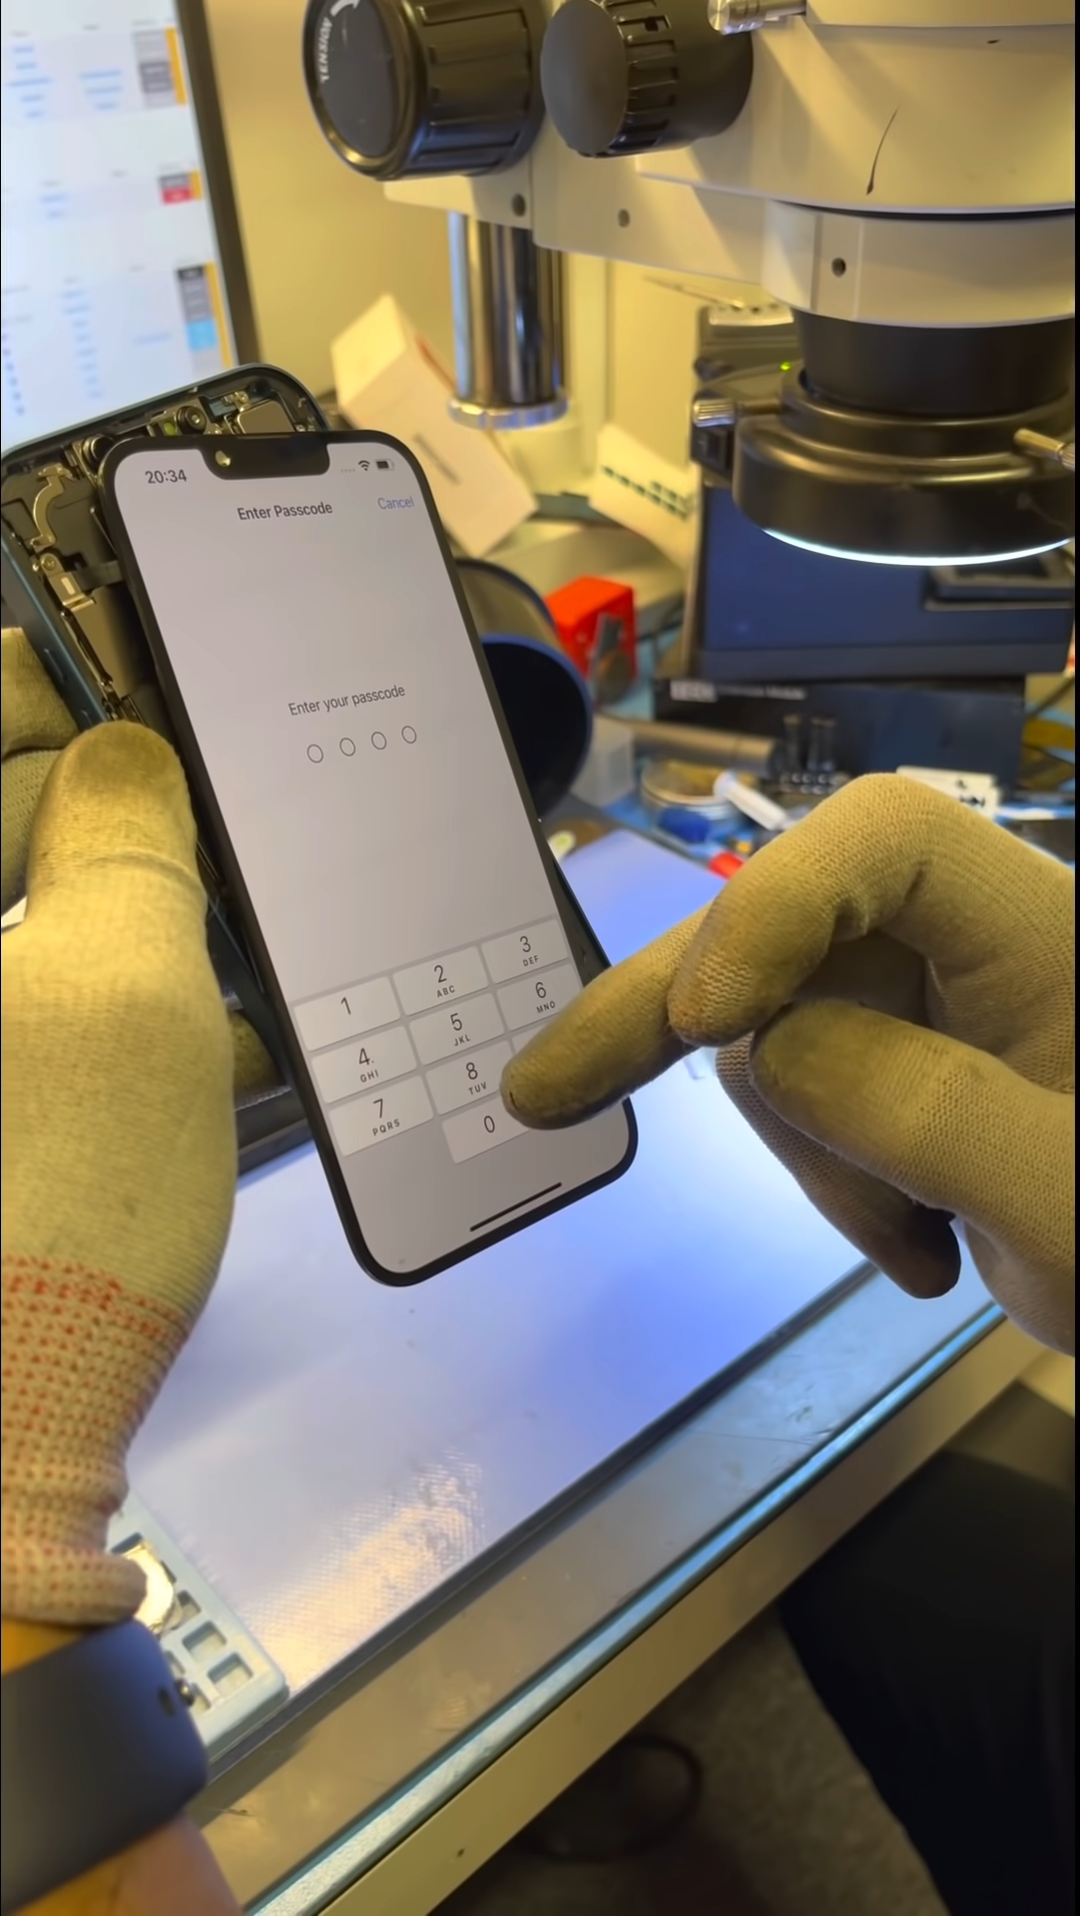 TENSION
20:34
Enter Passcode
Cancel
Enter your passcode
1
2
ABC
3
DEF
4
GHI
5
JKL
6
MNO
7
PQRS
8
TUV
0